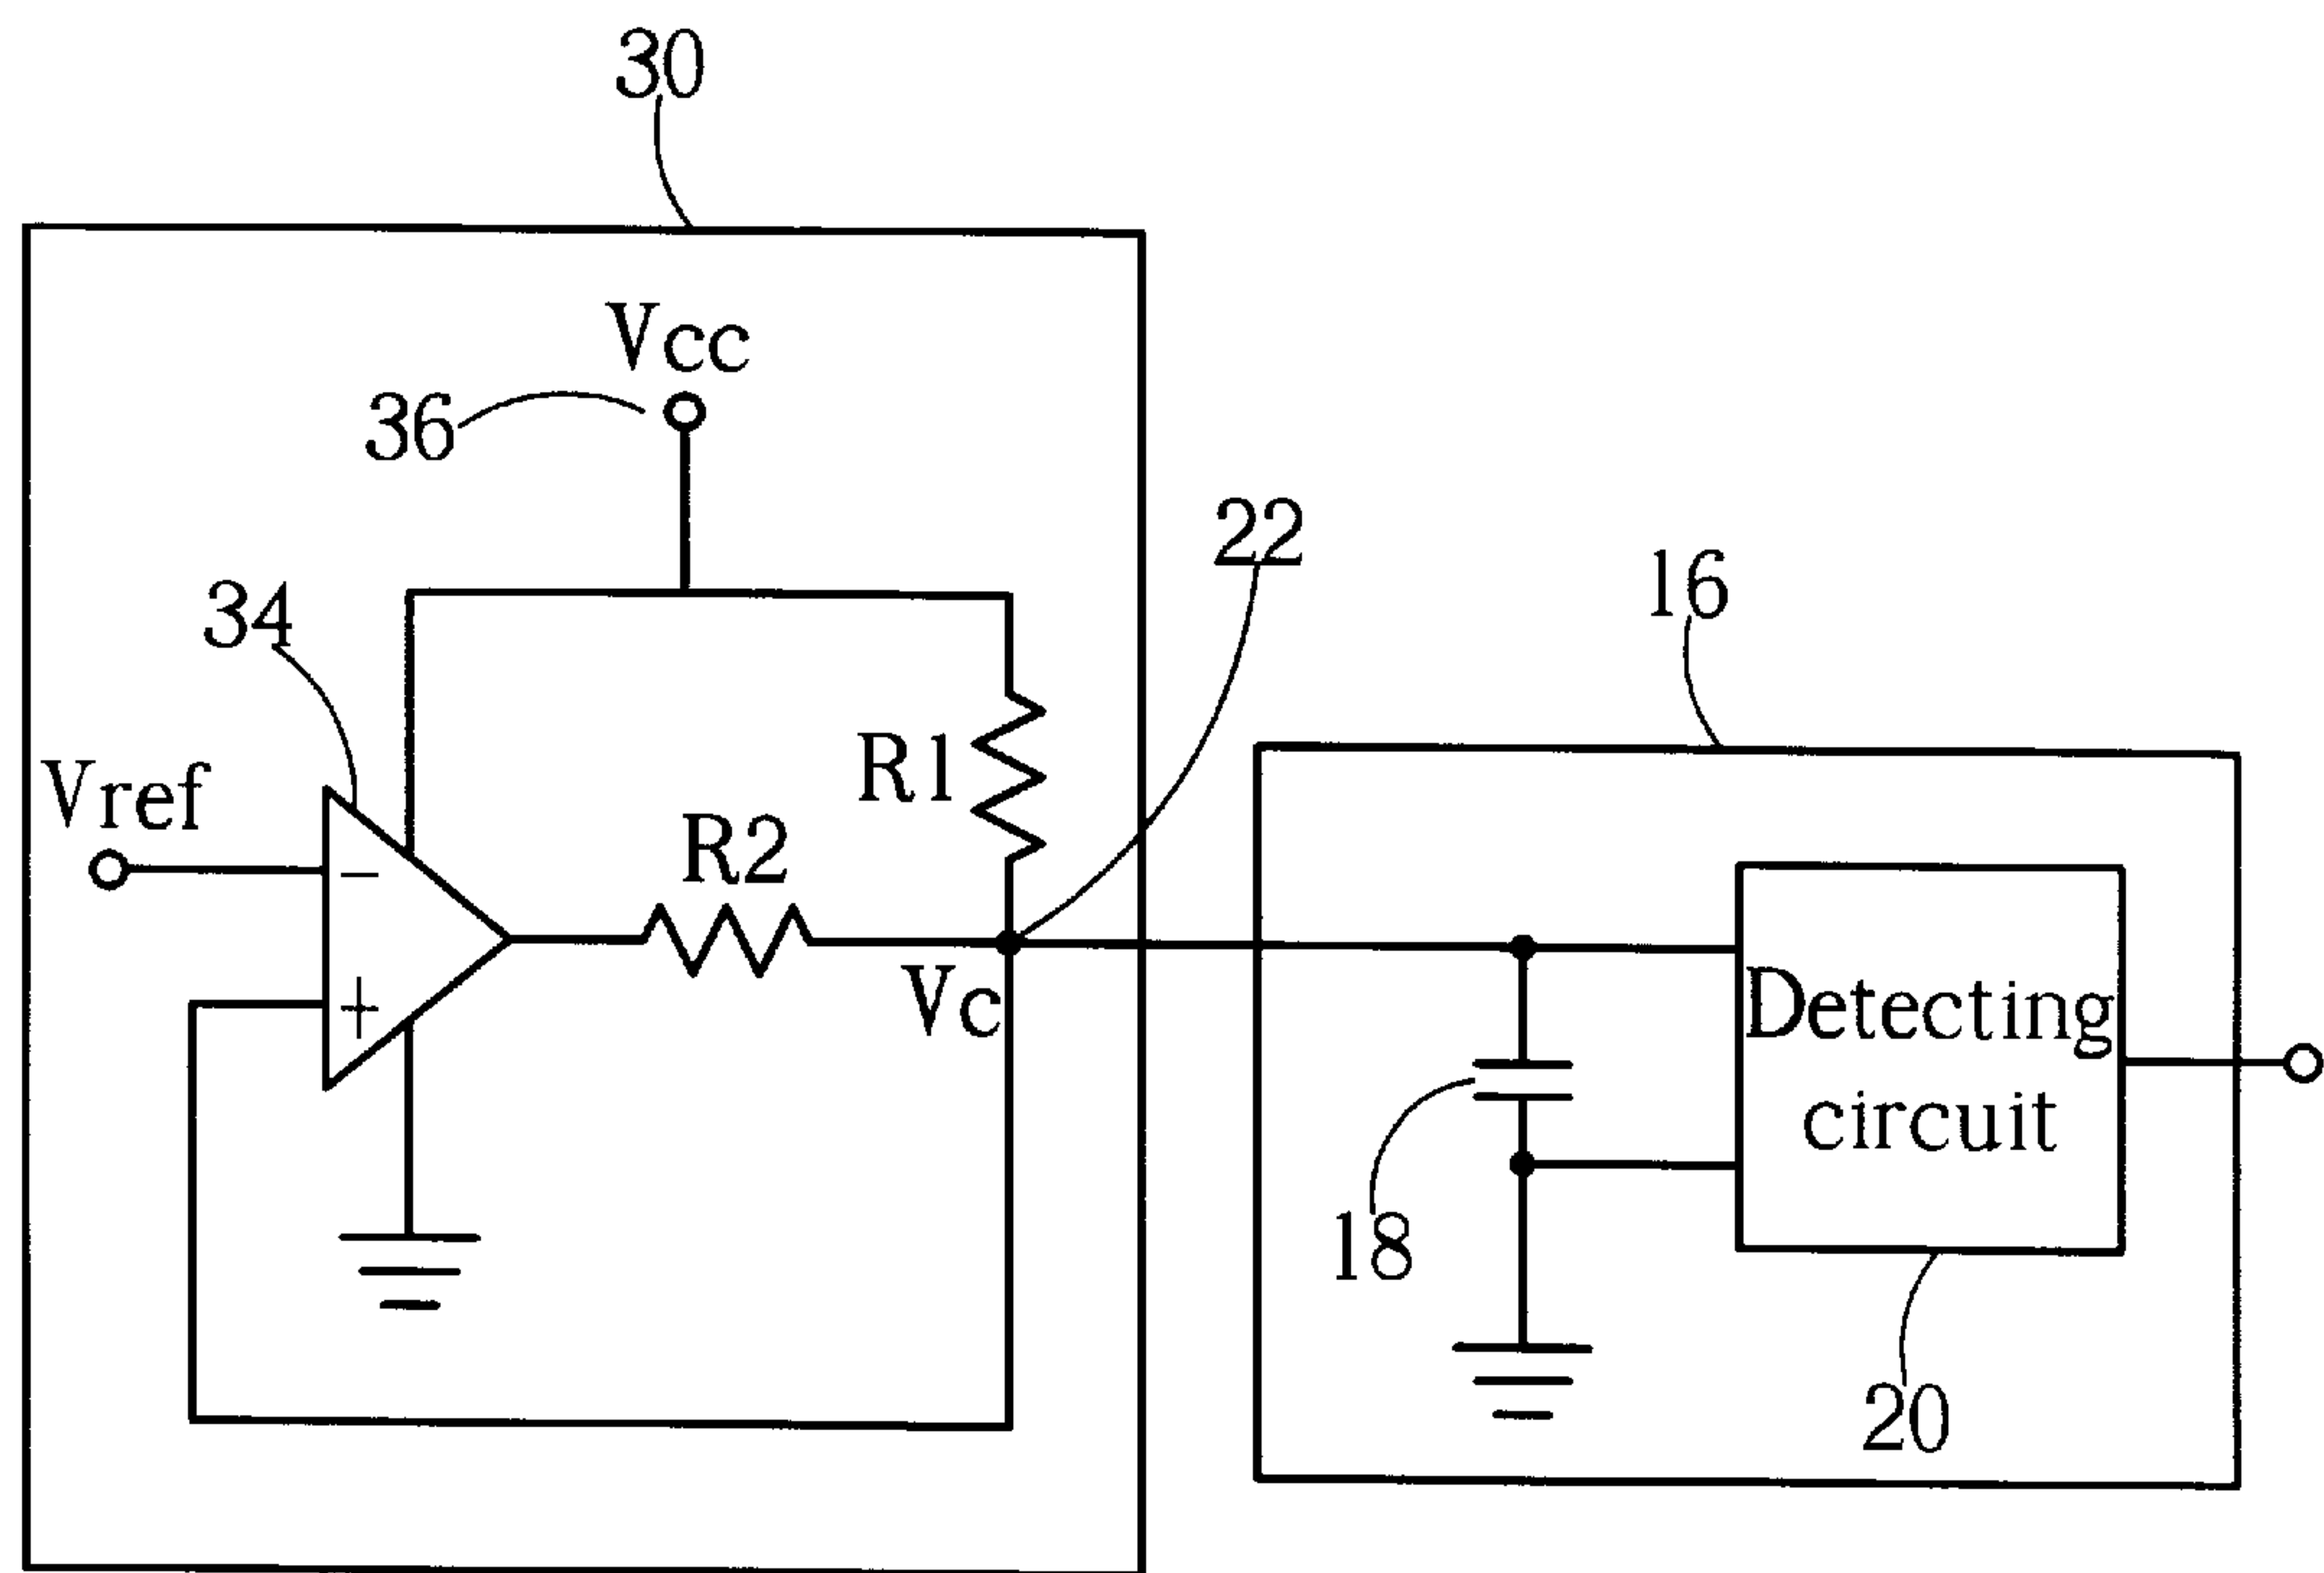 30
Vcc
36
22
16
34
R1
Vref
R2
−
+
Vc
Detecting
circuit
18
20